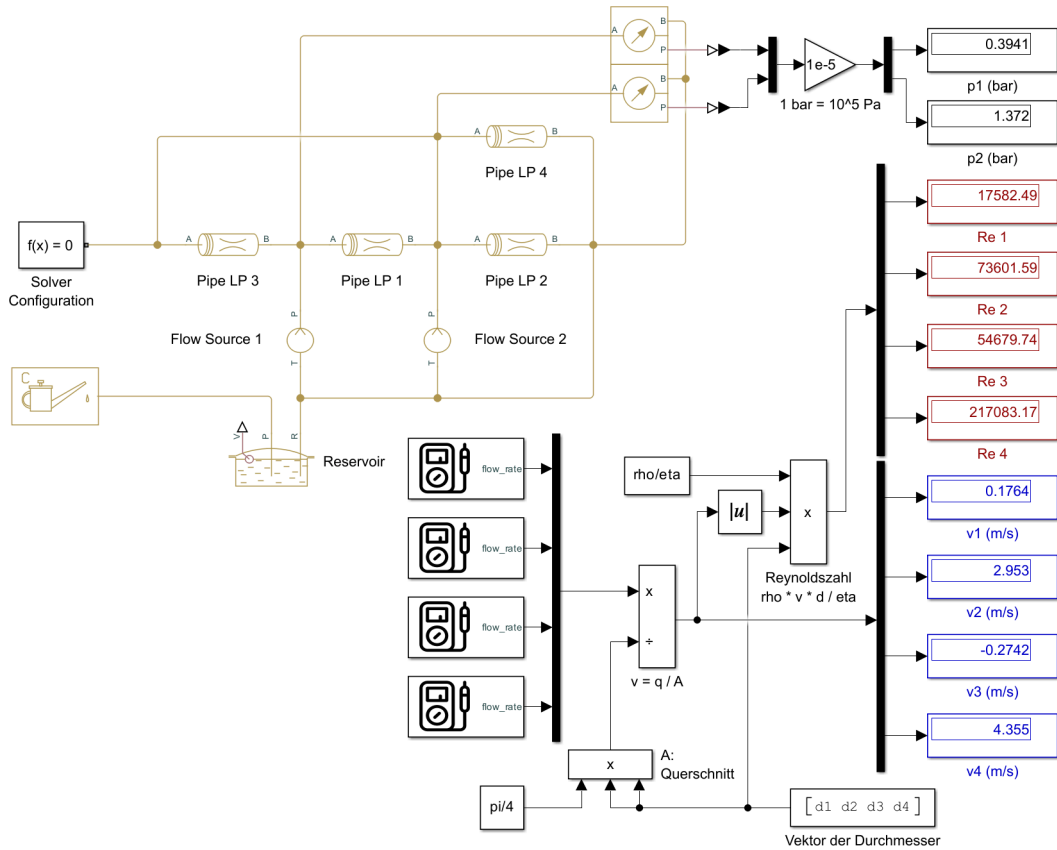 B
A
P
B
A
P
1e-5
1 bar = 10^5 Pa
0.3941
p1 (bar)
1.372
p2 (bar)
A
B
Pipe LP 4
f(x) = 0
Solver
Configuration
A
B
Pipe LP 3
A
B
Pipe LP 1
A
B
Pipe LP 2
17582.49
Re 1
73601.59
Re 2
54679.74
Re 3
217083.17
Re 4
Flow Source 1
P
T
P
T
Flow Source 2
C
V
P
R
Reservoir
flow_rate
flow_rate
flow_rate
flow_rate
rho/eta
|u|
x
Reynoldszahl
rho * v * d / eta
x
÷
v = q / A
0.1764
v1 (m/s)
2.953
v2 (m/s)
-0.2742
v3 (m/s)
4.355
v4 (m/s)
x
A:
Querschnitt
pi/4
[d1 d2 d3 d4]
Vektor der Durchmesser